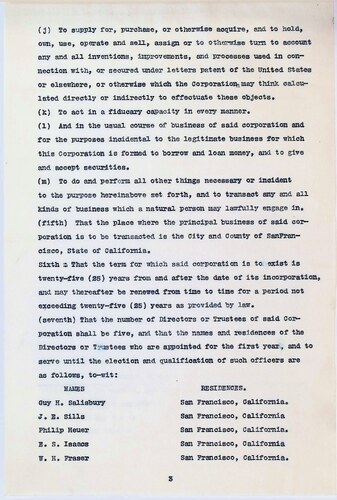 (j) To supply for, purchase, or otherwise acquire, and to hold,
own, use, operate and sell, assign or to otherwise turn to account
any and all inventions, improvements, and processes used in con-
nection with, or secured under letters patent of the United States
or elsewhere, or otherwise which the Corporation may think calcu-
lated directly or indirectly to effectuate these objects.
(k) To act in a fiducary capacity in every manner.
(l) And in the usual course of business of said corporation and
for the purposes incidental to the legitimate business for which
this Corporation is formed to borrow and loan money, and to give
and accept securities.
(m) To do and perform all other things necessary or incident
to the purpose hereinabove set forth, and to transact any and all
kinds of business which a natural person may lawfully engage in.
(fifth) That the place where the principal business of said cor-
poration is to be transacted is the City and County of SanFran-
cisco, State of California.
Sixth : That the term for which said corporation is to exist is
twenty-five (25) years from and after the date of its incorporation,
and may thereafter be renewed from time to time for a period not
exceeding twenty-five (25) years as provided by law.
(seventh) That the number of Directors or Trustees of said Cor-
poration shall be five, and that the names and residences of the
Directors or Trustees who are appointed for the first year, and to
serve until the election and qualification of such officers are
as follows, to-wit:
NAMES RESIDENCES.
Guy H. Salisbury San Francisco, California.
J. E. Sills San Francisco, California
Philip Heuer San Francisco, California.
E. S. Isaacs San Francisco, California.
W. H. Fraser San Francisco, California.
3